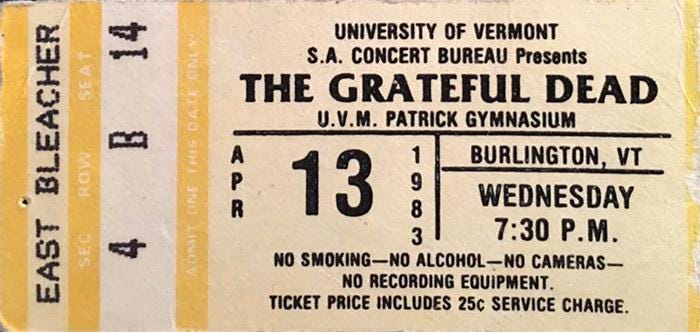 EAST BLEACHER
SEC ROW SEAT
4 B 14
ADMIT ONE THIS DATE ONLY
UNIVERSITY OF VERMONT
S.A. CONCERT BUREAU Presents
THE GRATEFUL DEAD
U.V.M. PATRICK GYMNASIUM
APR 13 1983
BURLINGTON, VT
WEDNESDAY
7:30 P.M.
NO SMOKING—NO ALCOHOL—NO CAMERAS—
NO RECORDING EQUIPMENT.
TICKET PRICE INCLUDES 25¢ SERVICE CHARGE.